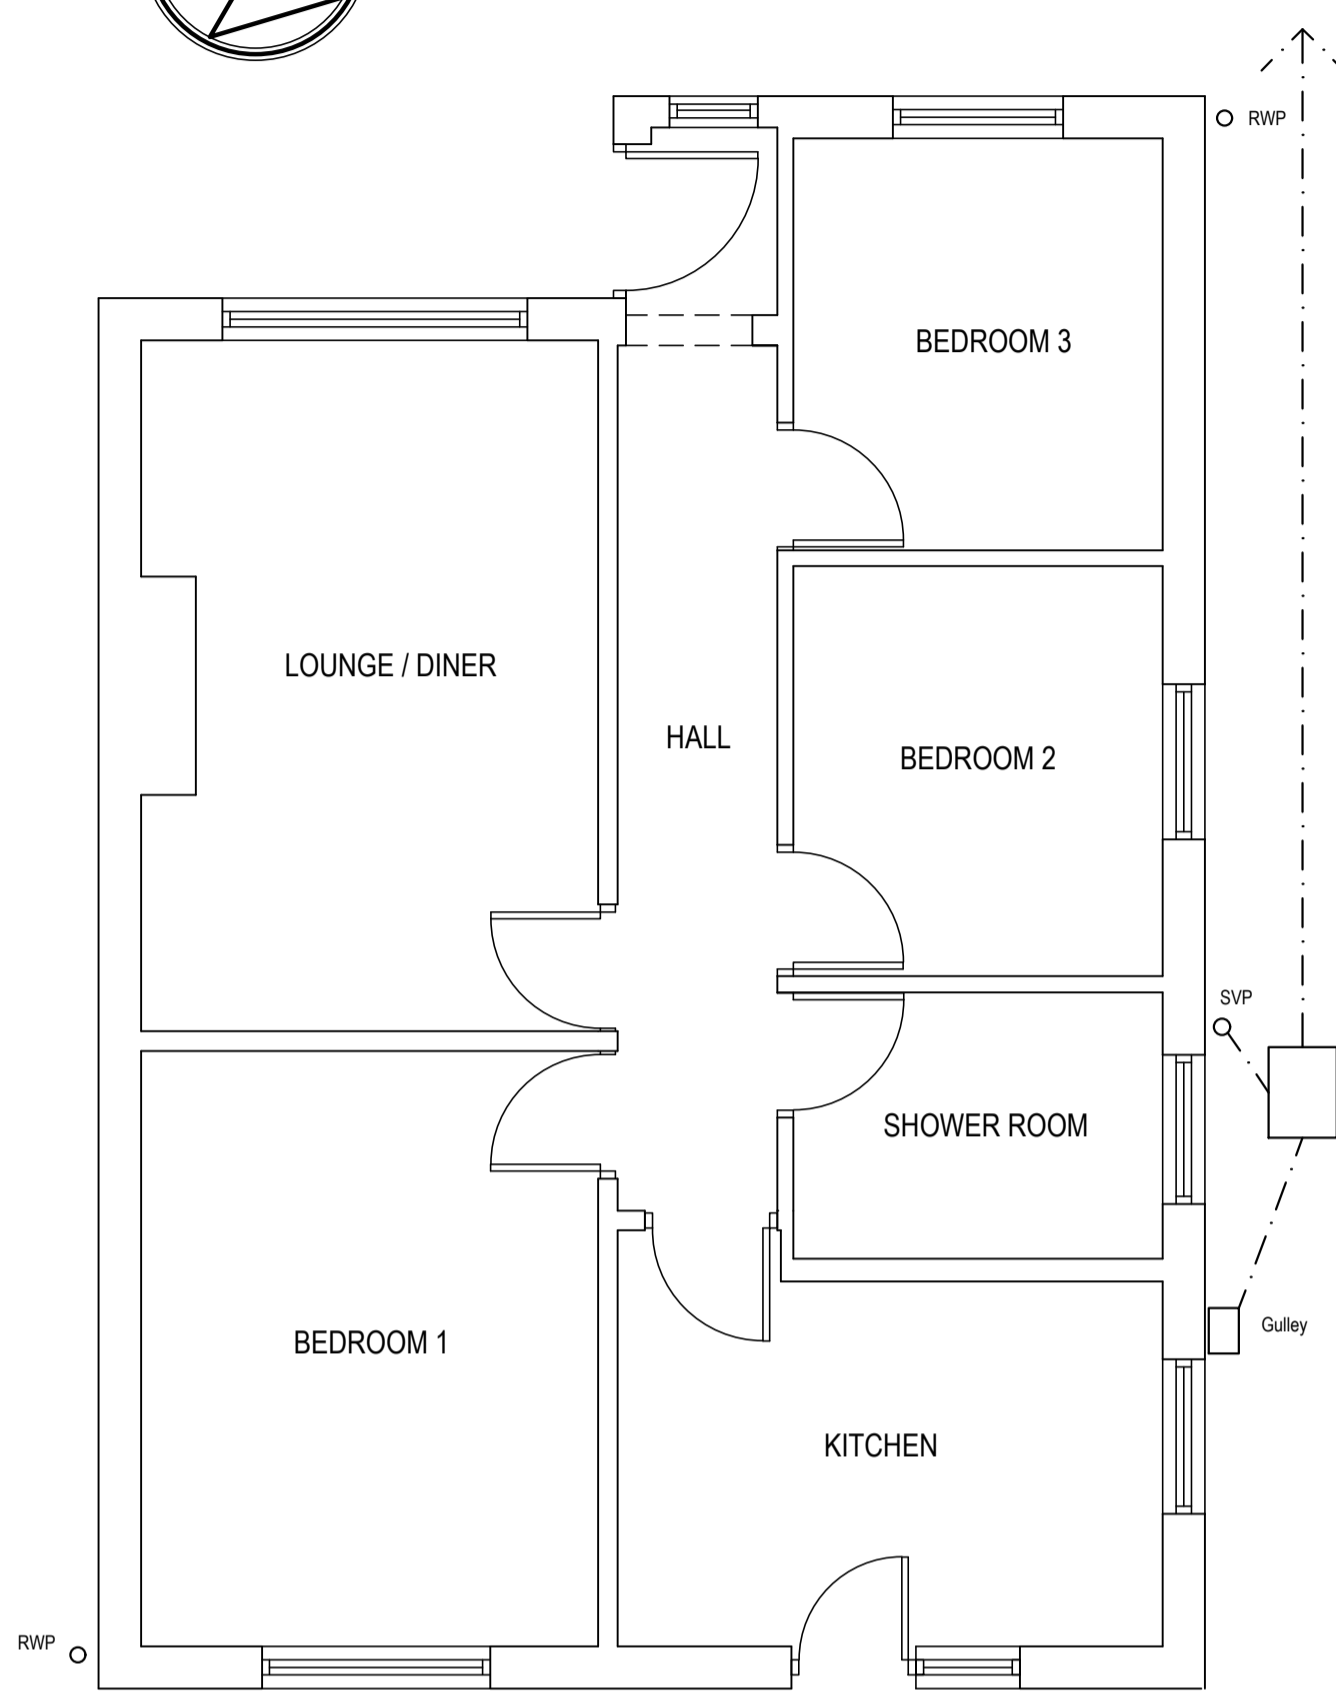 RWP
BEDROOM 3
LOUNGE / DINER
HALL
BEDROOM 2
SVP
SHOWER ROOM
Gulley
BEDROOM 1
KITCHEN
RWP